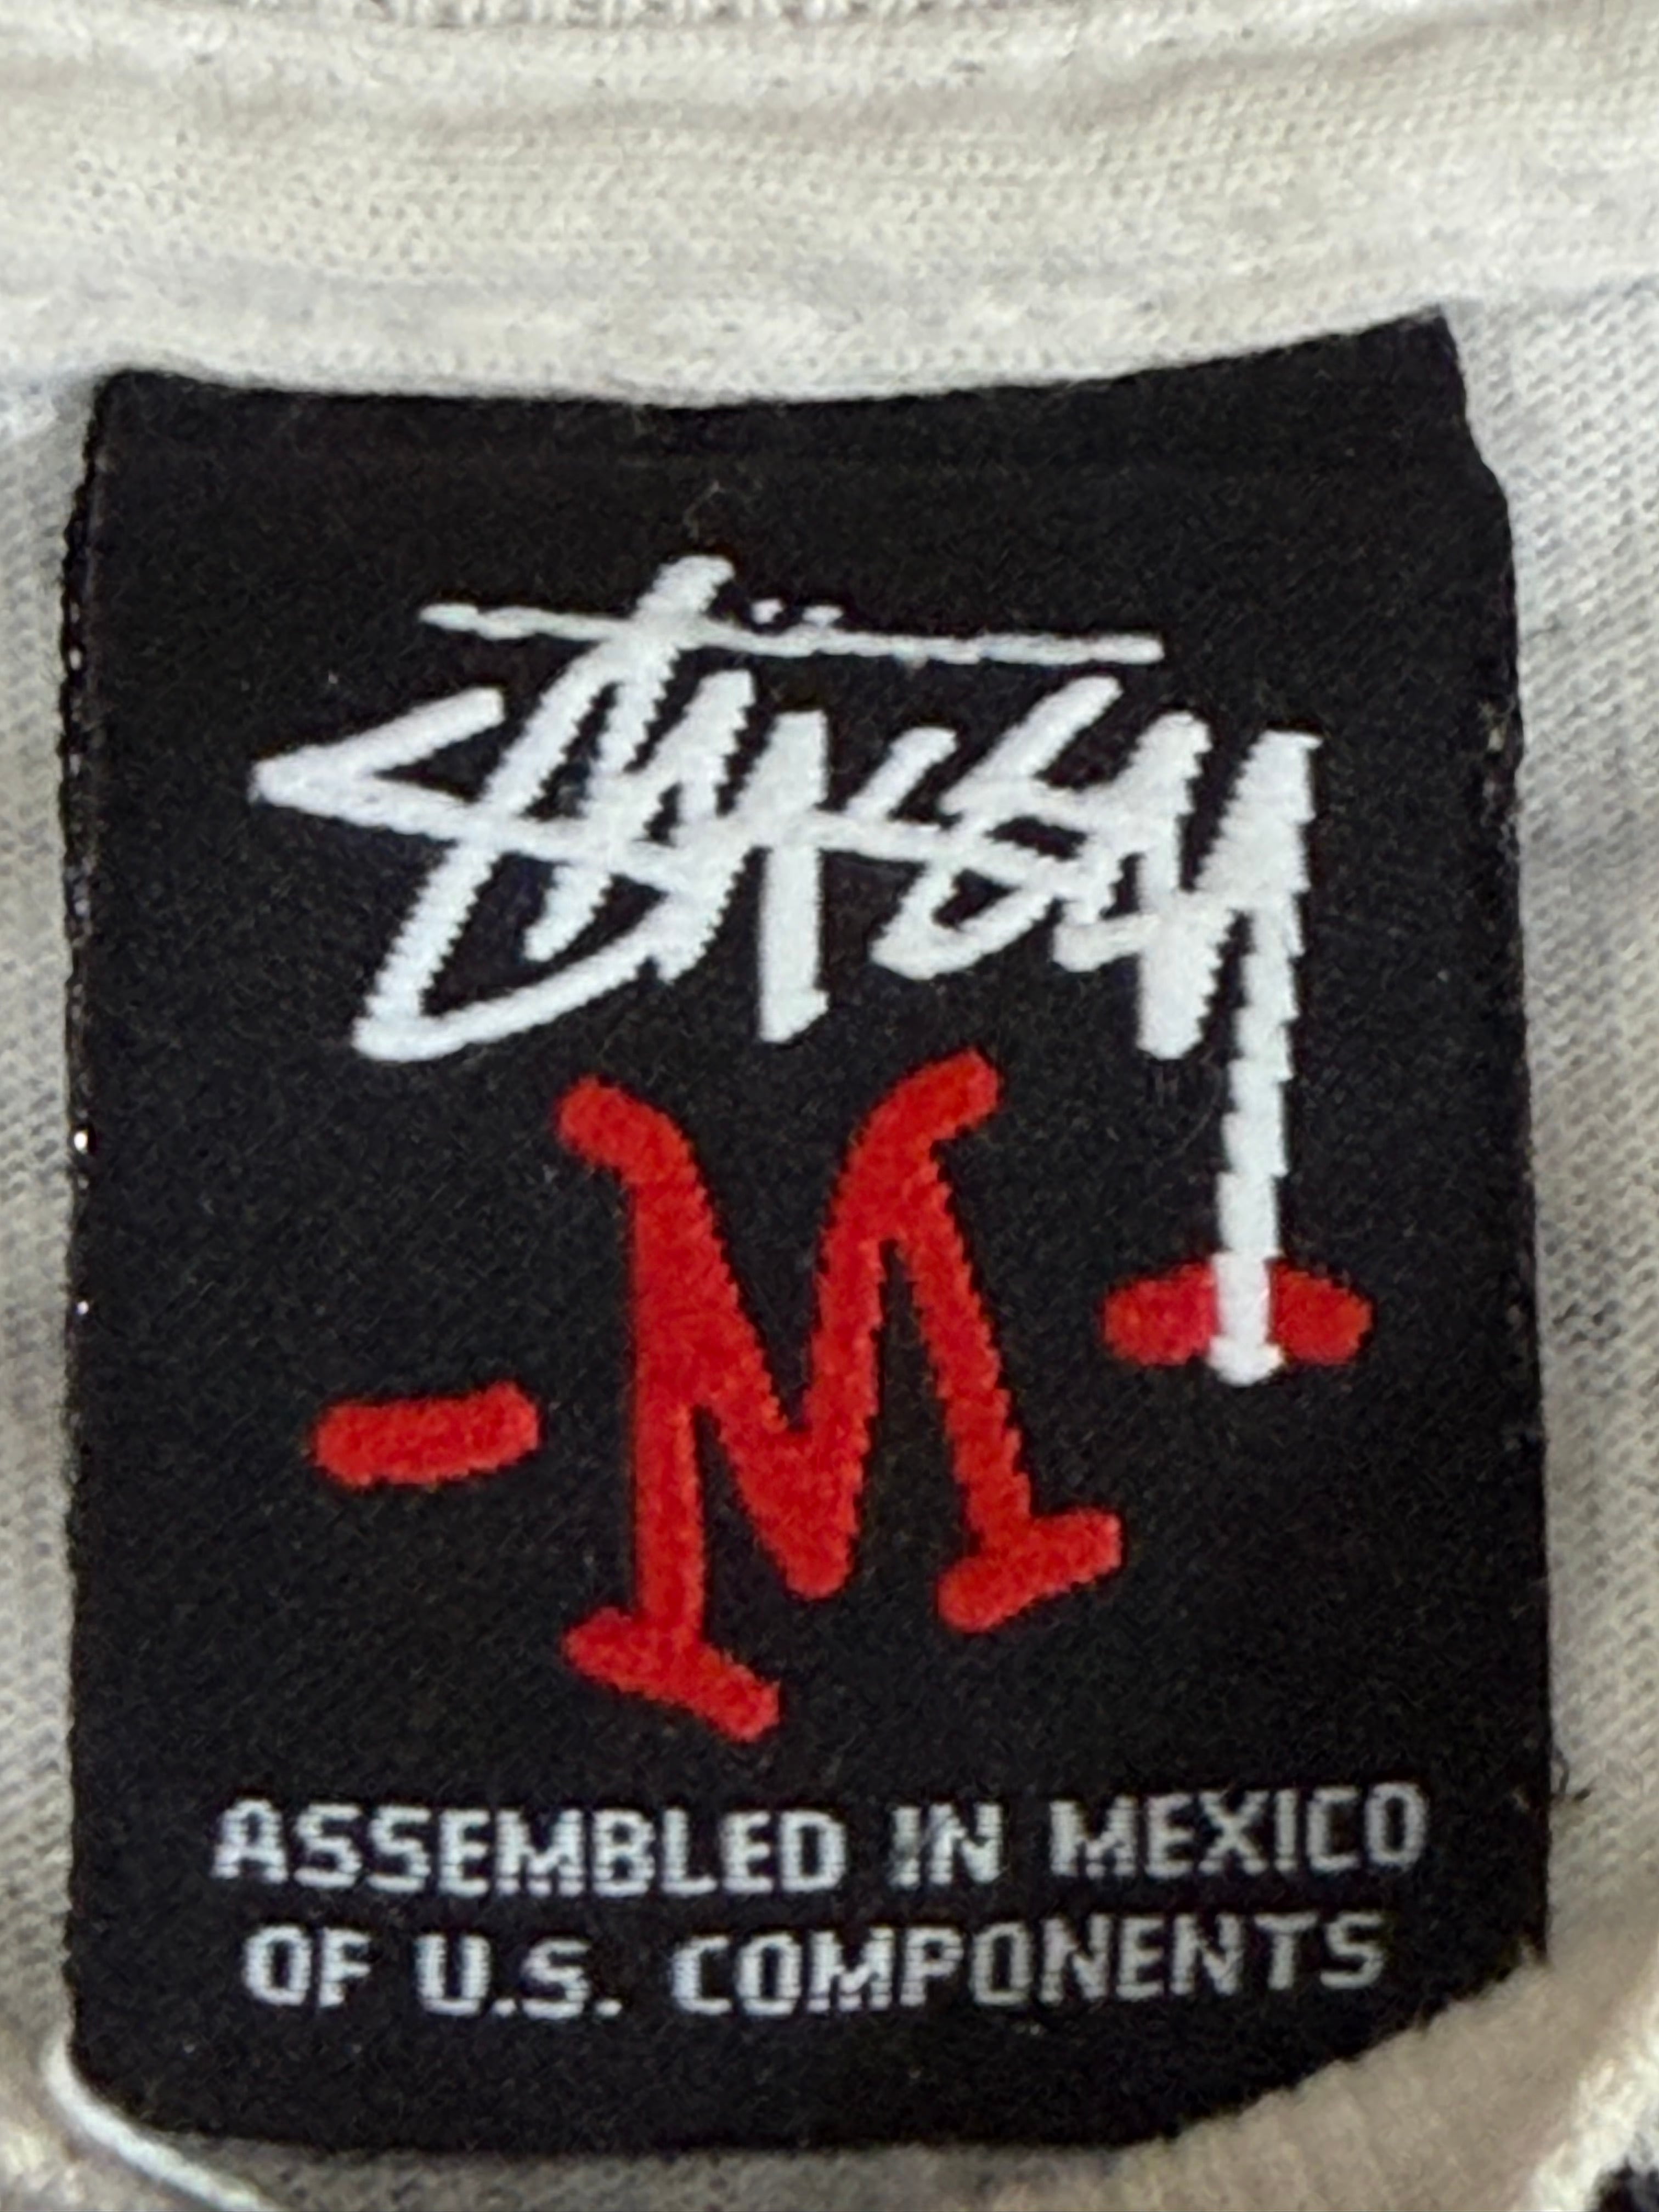 Stüssy
-M-
ASSEMBLED IN MEXICO
OF U.S. COMPONENTS